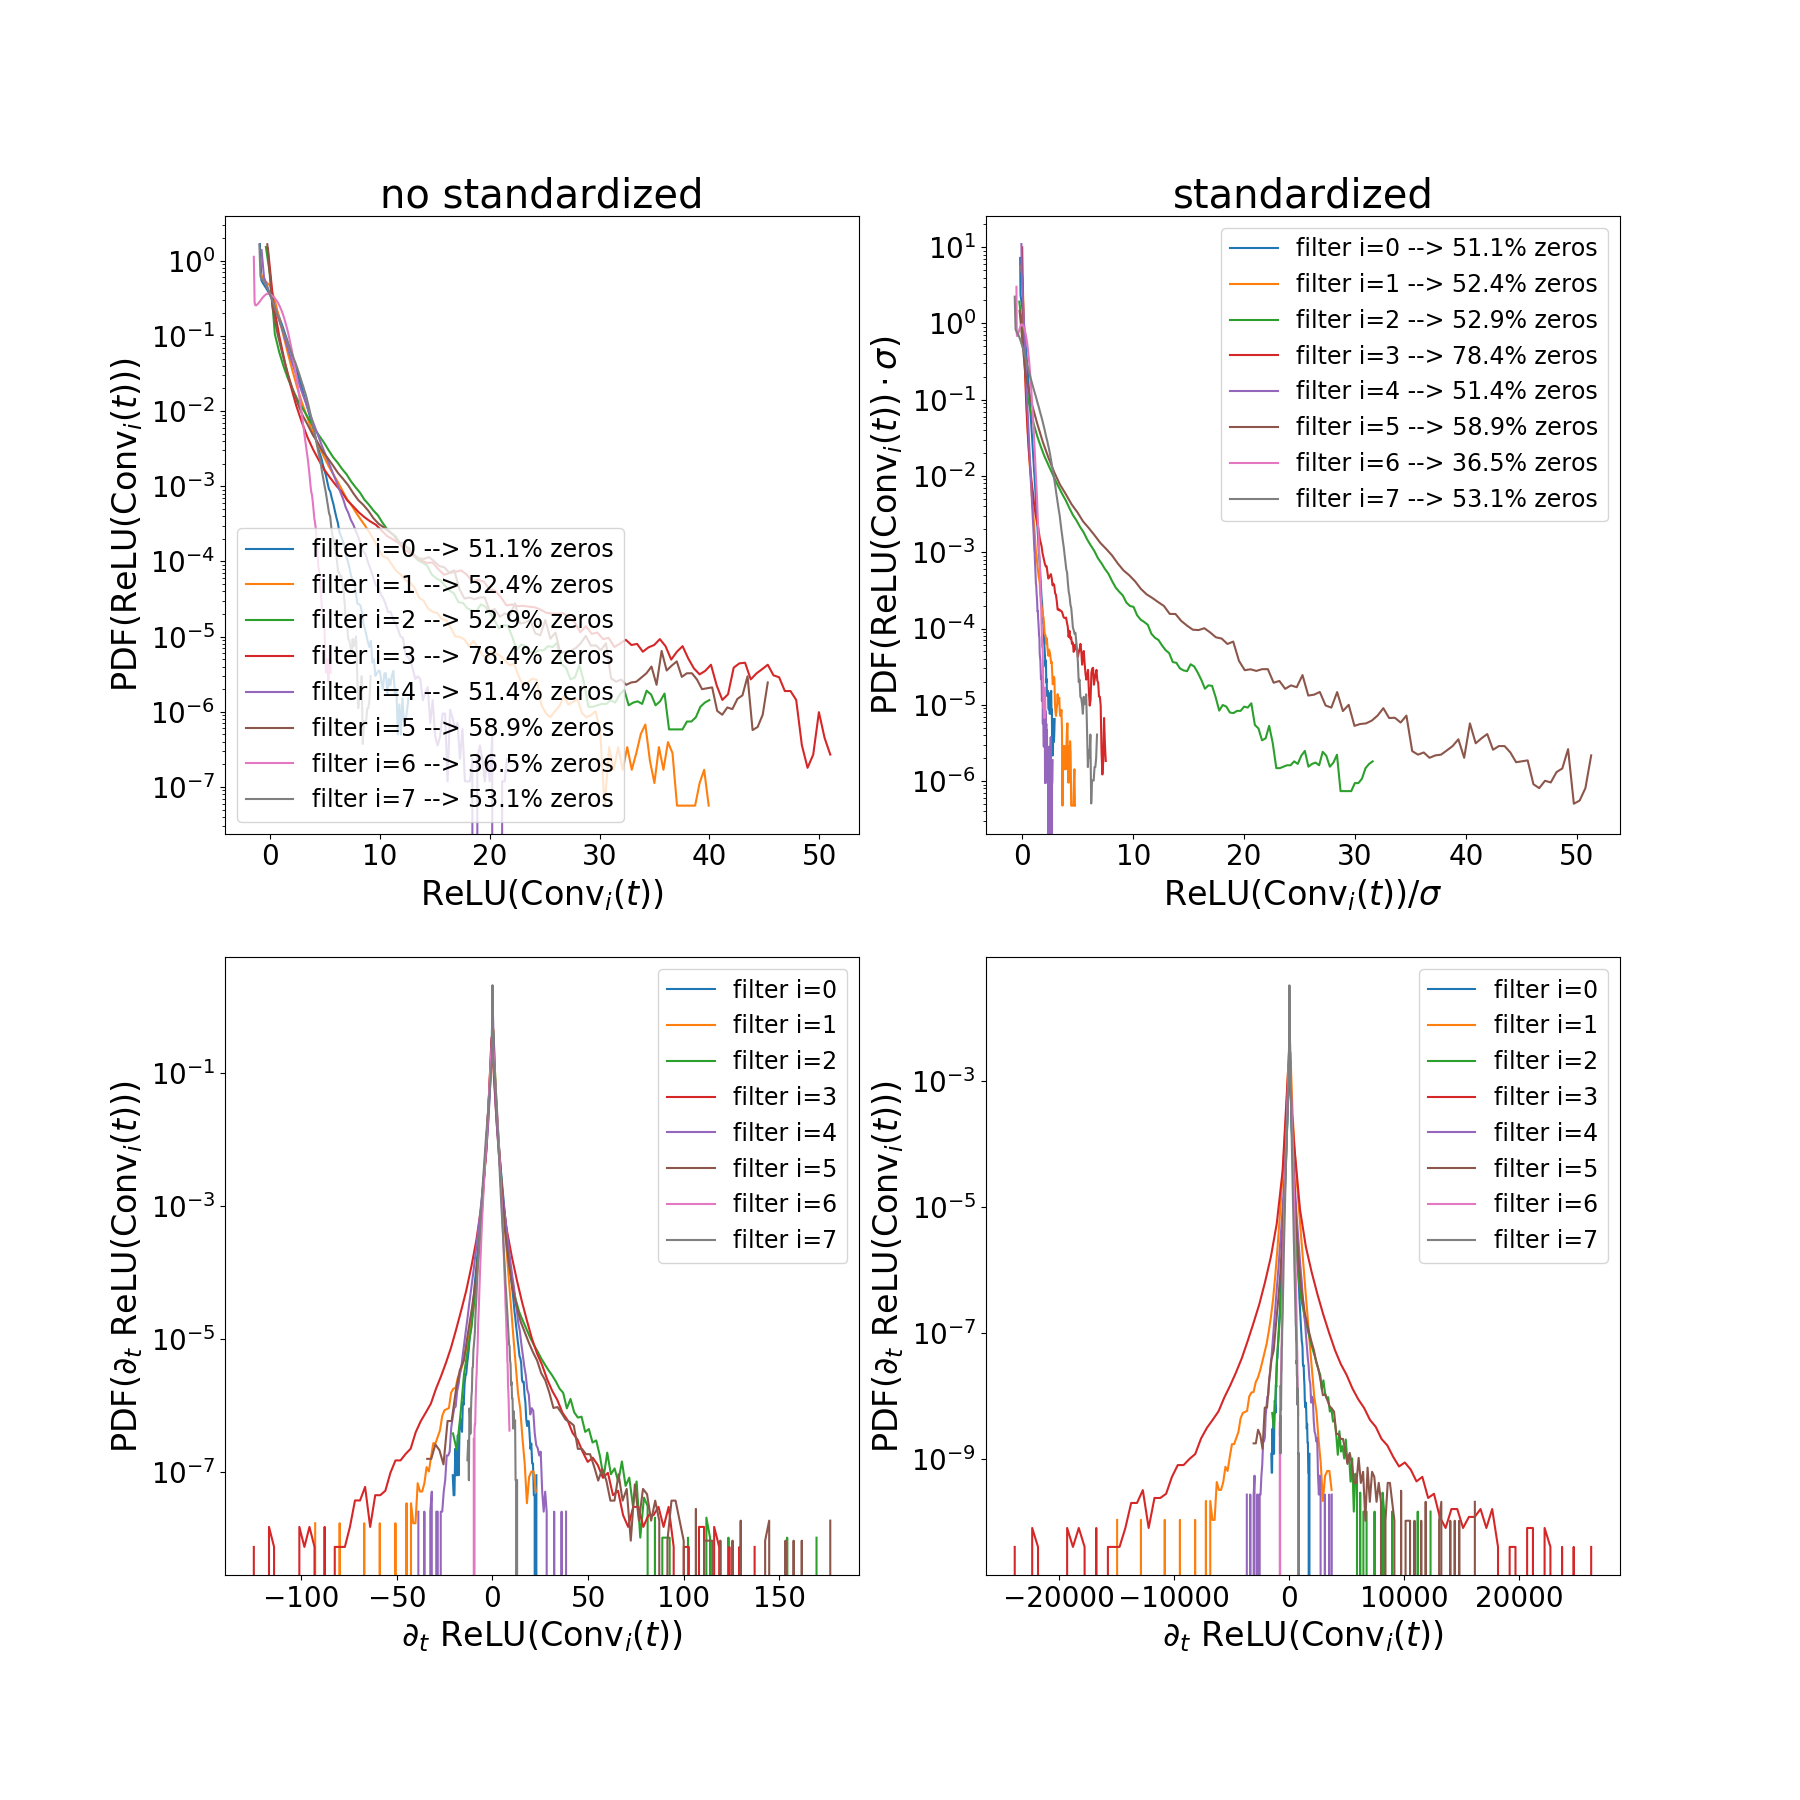 no standardized
PDF(ReLU(Conv_i(t)))
10^0
10^-1
10^-2
10^-3
10^-4
10^-5
10^-6
10^-7
filter i=0 --> 51.1% zeros
filter i=1 --> 52.4% zeros
filter i=2 --> 52.9% zeros
filter i=3 --> 78.4% zeros
filter i=4 --> 51.4% zeros
filter i=5 --> 58.9% zeros
filter i=6 --> 36.5% zeros
filter i=7 --> 53.1% zeros
0 10 20 30 40 50
ReLU(Conv_i(t))
standardized
PDF(ReLU(Conv_i(t)) · σ)
10^1
10^0
10^-1
10^-2
10^-3
10^-4
10^-5
10^-6
filter i=0 --> 51.1% zeros
filter i=1 --> 52.4% zeros
filter i=2 --> 52.9% zeros
filter i=3 --> 78.4% zeros
filter i=4 --> 51.4% zeros
filter i=5 --> 58.9% zeros
filter i=6 --> 36.5% zeros
filter i=7 --> 53.1% zeros
0 10 20 30 40 50
ReLU(Conv_i(t))/σ
PDF(∂_t ReLU(Conv_i(t)))
10^-1
10^-3
10^-5
10^-7
filter i=0
filter i=1
filter i=2
filter i=3
filter i=4
filter i=5
filter i=6
filter i=7
−100 −50 0 50 100 150
∂_t ReLU(Conv_i(t))
PDF(∂_t ReLU(Conv_i(t)))
10^-3
10^-5
10^-7
10^-9
filter i=0
filter i=1
filter i=2
filter i=3
filter i=4
filter i=5
filter i=6
filter i=7
−20000 −10000 0 10000 20000
∂_t ReLU(Conv_i(t))